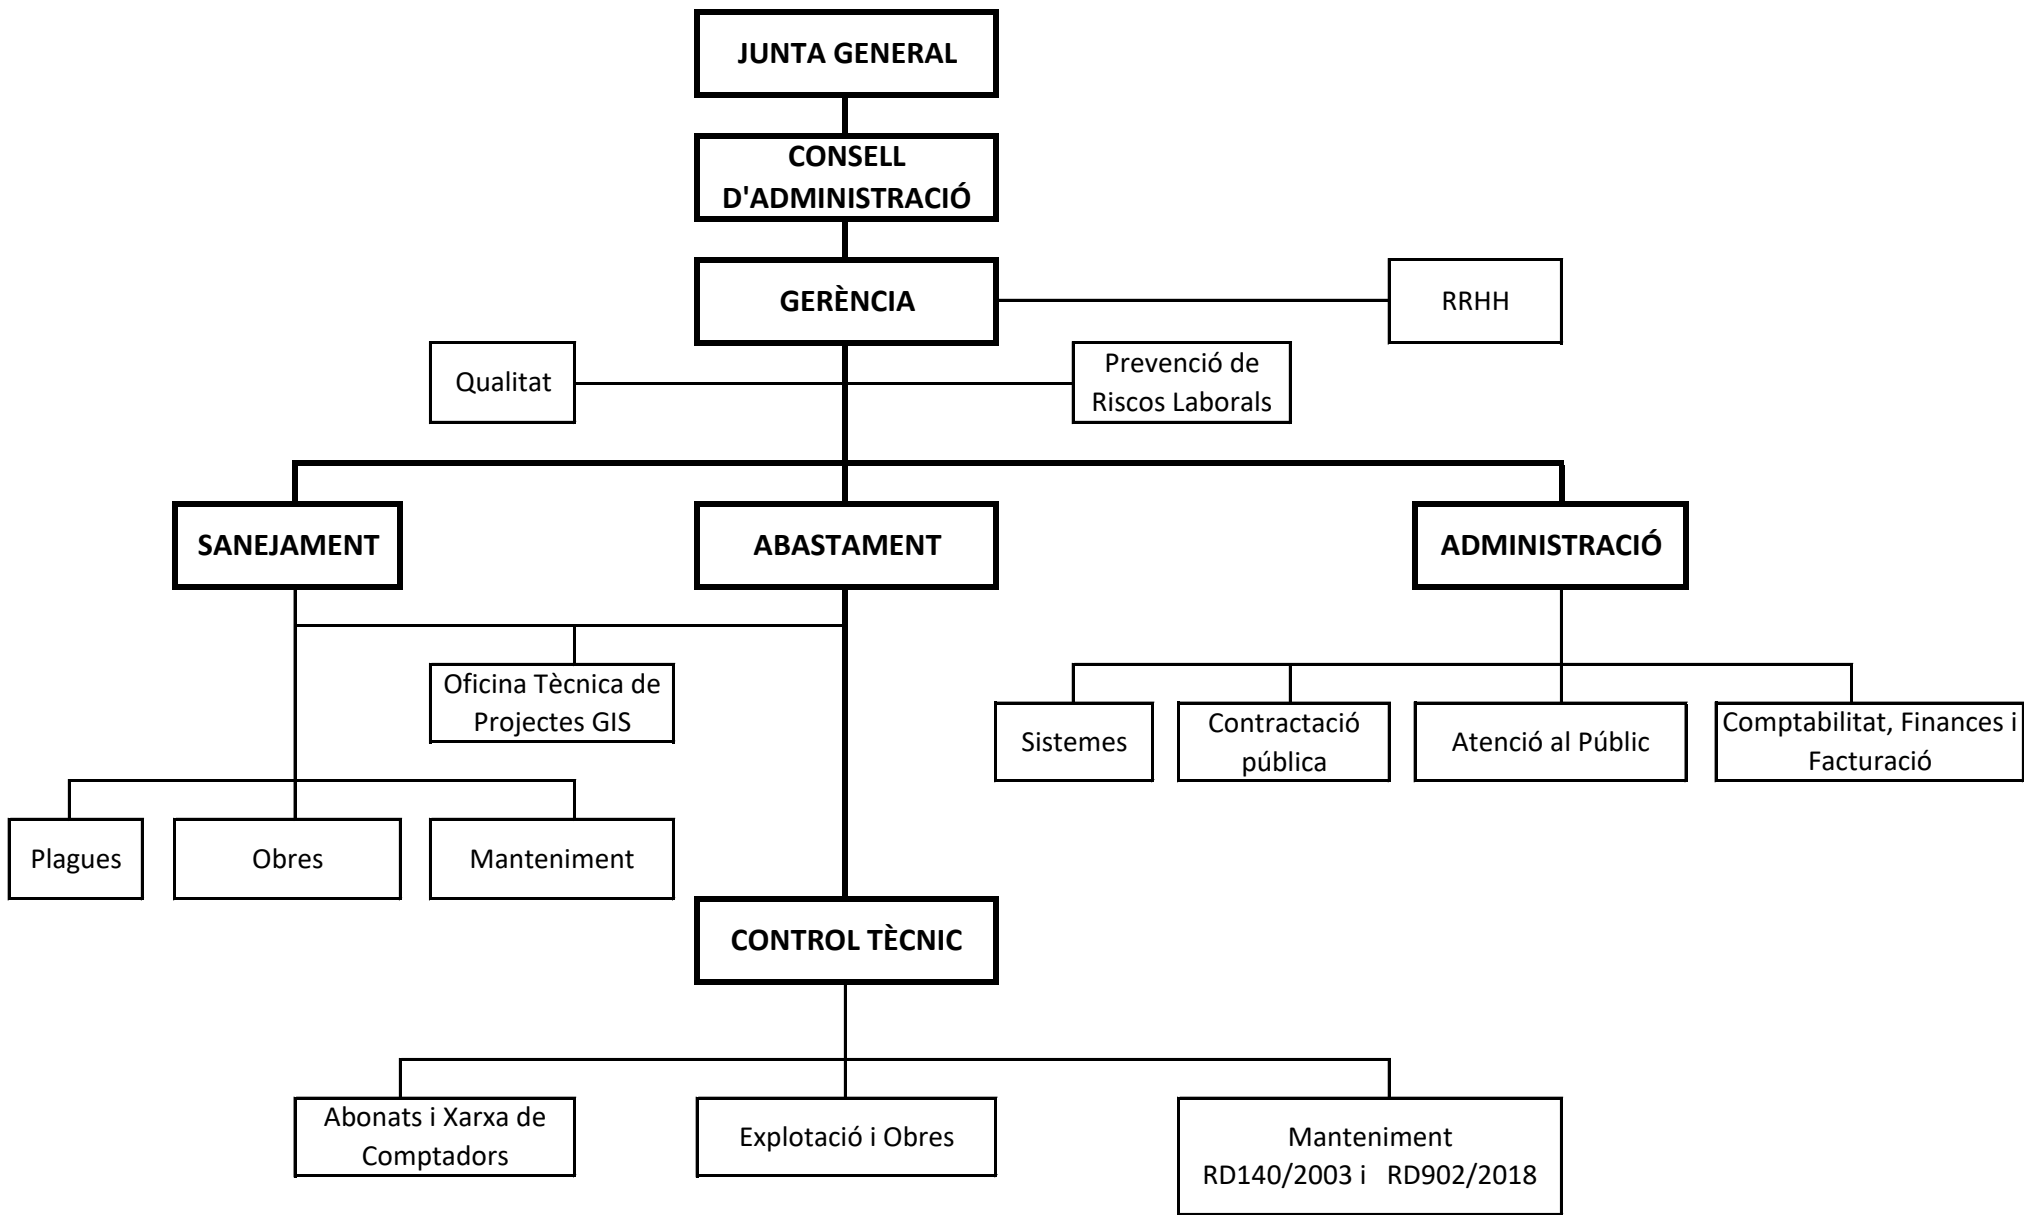 JUNTA GENERAL
CONSELL
D'ADMINISTRACIÓ
GERÈNCIA
RRHH
Qualitat
Prevenció de
Riscos Laborals
SANEJAMENT
ABASTAMENT
ADMINISTRACIÓ
Oficina Tècnica de
Projectes GIS
Sistemes
Contractació
pública
Atenció al Públic
Comptabilitat, Finances i
Facturació
Plagues
Obres
Manteniment
CONTROL TÈCNIC
Abonats i Xarxa de
Comptadors
Explotació i Obres
Manteniment
RD140/2003 i   RD902/2018